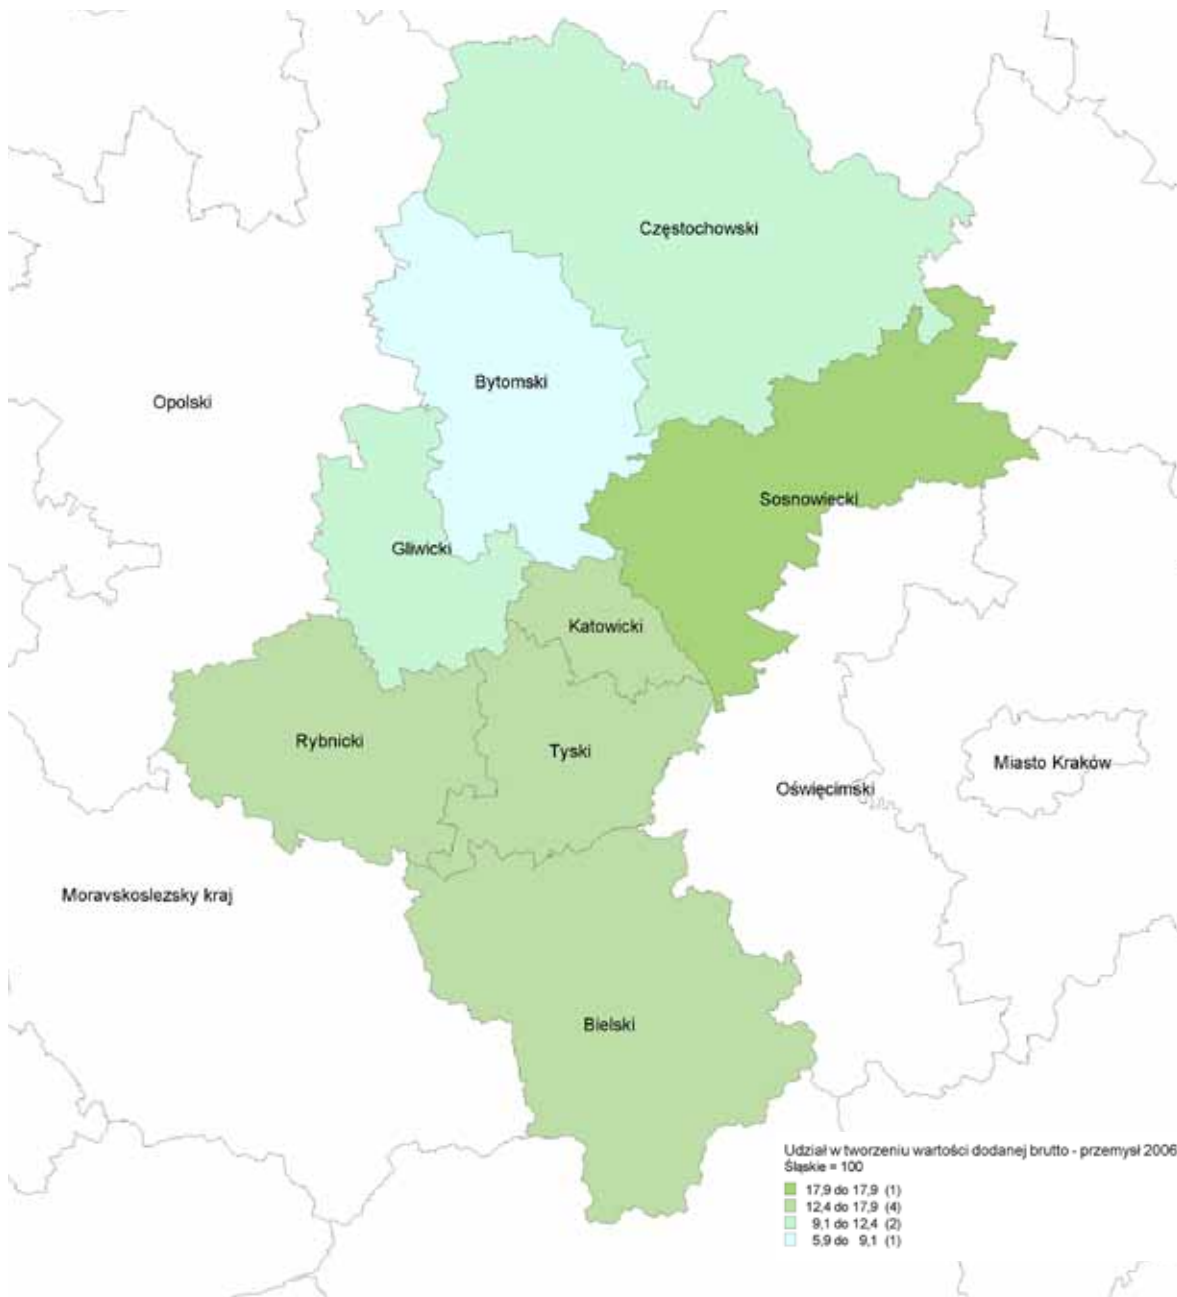 Częstochowski
Bytomski
Opolski
Sosnowiecki
Gliwicki
Katowicki
Rybnicki
Tyski
Miasto Kraków
Oświęcimski
Moravskoslezsky kraj
Bielski
Udział w tworzeniu wartości dodanej brutto - przemysł 2006
Śląskie = 100
17,9 do 17,9 (1)
12,4 do 17,9 (4)
9,1 do 12,4 (2)
5,9 do 9,1 (1)